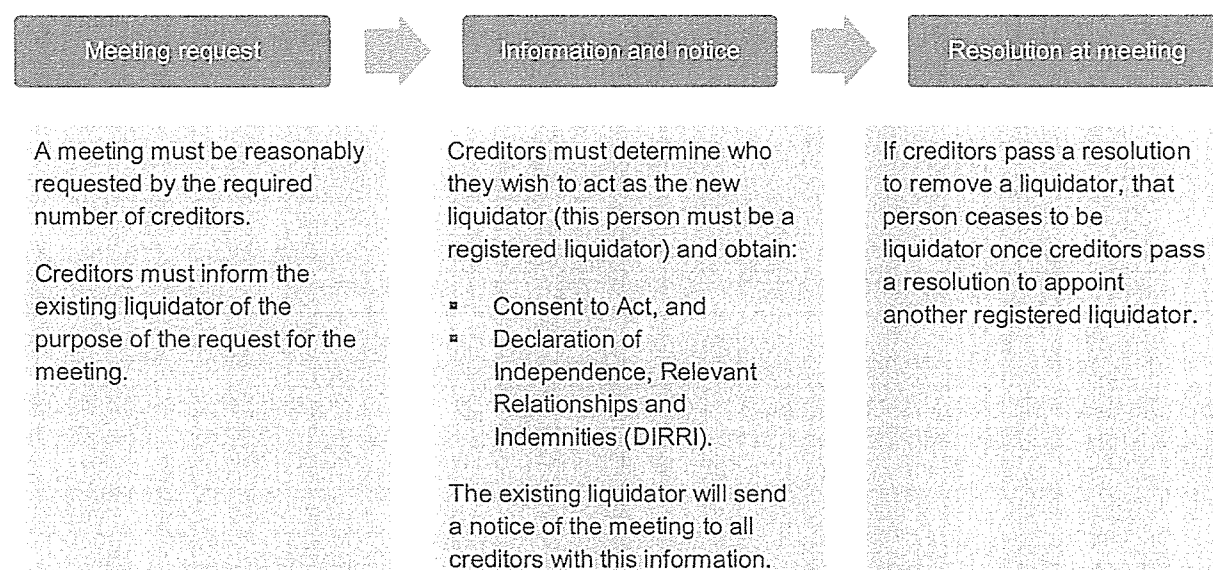 Meeting request
Information and notice
Resolution at meeting
A meeting must be reasonably
requested by the required
number of creditors.
Creditors must inform the
existing liquidator of the
purpose of the request for the
meeting.
Creditors must determine who
they wish to act as the new
liquidator (this person must be a
registered liquidator) and obtain:
▪ Consent to Act, and
▪ Declaration of
Independence, Relevant
Relationships and
Indemnities (DIRRI).
The existing liquidator will send
a notice of the meeting to all
creditors with this information.
If creditors pass a resolution
to remove a liquidator, that
person ceases to be
liquidator once creditors pass
a resolution to appoint
another registered liquidator.